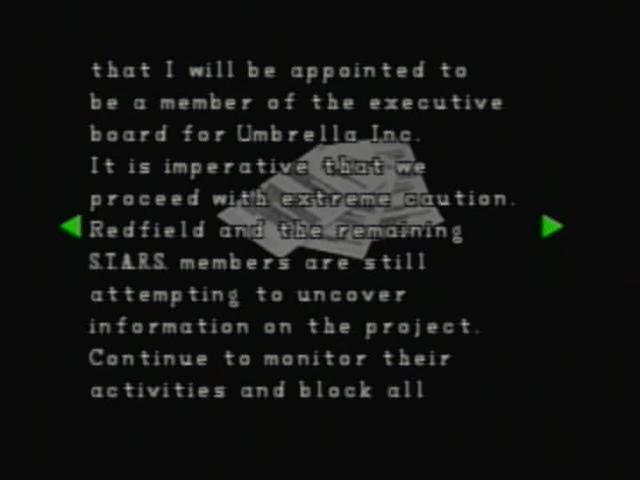 that I will be appointed to
be a member of the executive
board for Umbrella Inc.
It is imperative that we
proceed with extreme caution.
Redfield and the remaining
S.T.A.R.S. members are still
attempting to uncover
information on the project.
Continue to monitor their
activities and block all